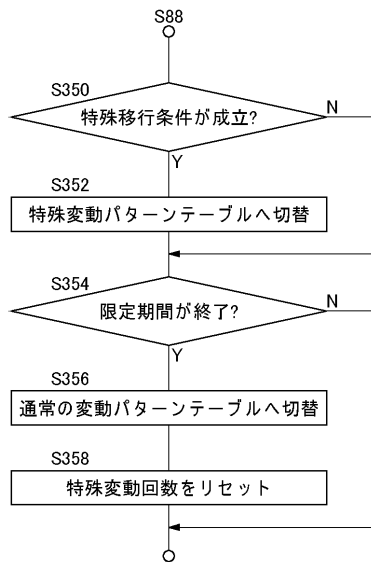 S88
S350
特殊移行条件が成立?
N
Y
S352
特殊変動パターンテーブルへ切替
S354
限定期間が終了?
N
Y
S356
通常の変動パターンテーブルへ切替
S358
特殊変動回数をリセット